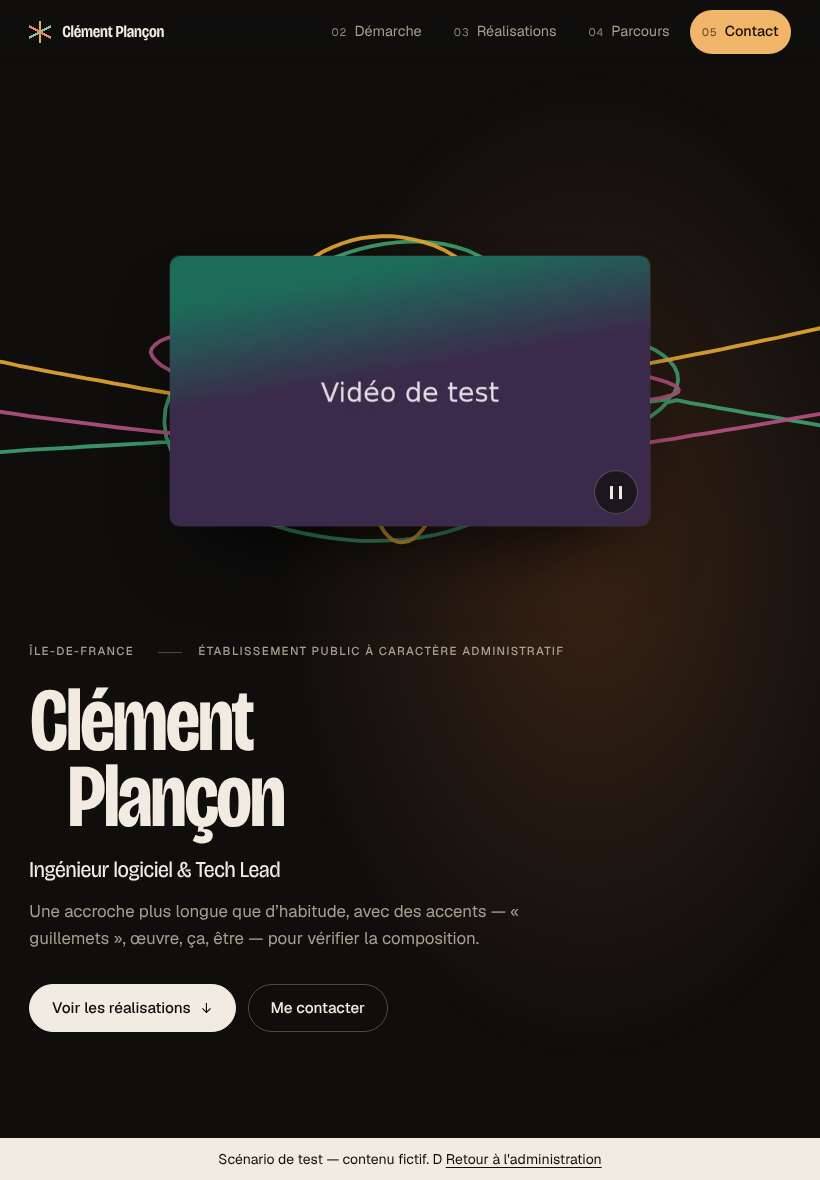 Clément Plançon
02 Démarche
03 Réalisations
04 Parcours
05 Contact
Vidéo de test
ÎLE-DE-FRANCE — ÉTABLISSEMENT PUBLIC À CARACTÈRE ADMINISTRATIF
Clément
Plançon
Ingénieur logiciel & Tech Lead
Une accroche plus longue que d’habitude, avec des accents — «
guillemets », œuvre, ça, être — pour vérifier la composition.
Voir les réalisations ↓
Me contacter
Scénario de test — contenu fictif. D Retour à l'administration